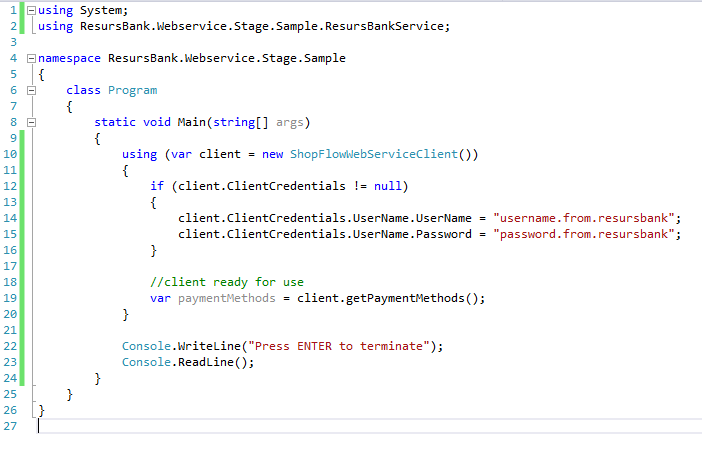 1 using System;
2 using ResursBank.Webservice.Stage.Sample.ResursBankService;
3
4 namespace ResursBank.Webservice.Stage.Sample
5 {
6     class Program
7     {
8         static void Main(string[] args)
9         {
10             using (var client = new ShopFlowWebServiceClient())
11             {
12                 if (client.ClientCredentials != null)
13                 {
14                     client.ClientCredentials.UserName.UserName = "username.from.resursbank";
15                     client.ClientCredentials.UserName.Password = "password.from.resursbank";
16                 }
17
18                 //client ready for use
19                 var paymentMethods = client.getPaymentMethods();
20             }
21
22             Console.WriteLine("Press ENTER to terminate");
23             Console.ReadLine();
24         }
25     }
26 }
27